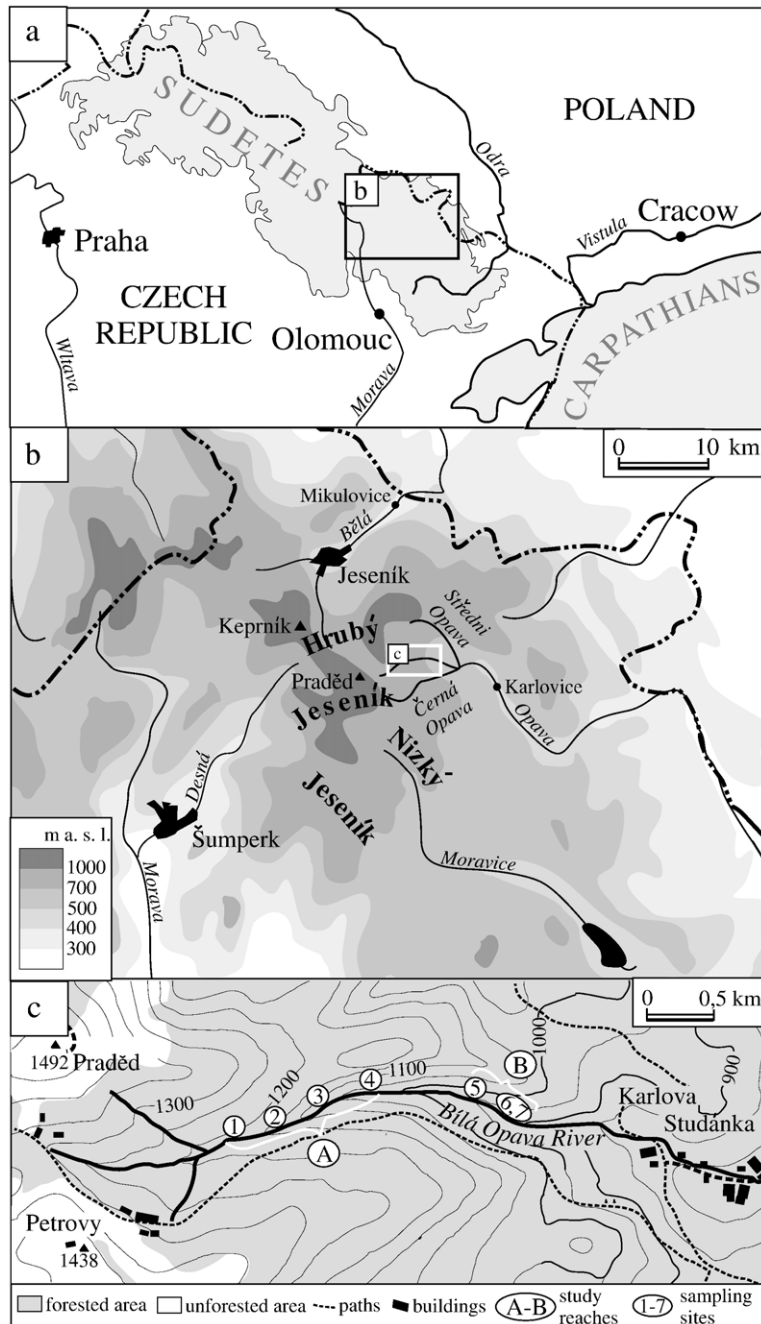 a
SUDETES
POLAND
Odra
b
Praha
Cracow
Vistula
CZECH
REPUBLIC
Olomouc
CARPATHIANS
Wltava
Morava
b
0 10 km
Mikulovice
Bělá
Jeseník
Středni
Opava
Keprník
Hrubý
c
Praděd
Jeseník
Karlovice
Černá
Opava
Opava
Nizký-
Jeseník
Desná
Šumperk
Morava
Moravice
m a. s. l.
1000
700
500
400
300
c
0 0,5 km
1492
Praděd
1000
B
1100
4
5
1200
3
6,7
1300
2
1
900
Karlova
Studánka
Bílá Opava River
A
Petrovy
1438
forested area unforested area paths buildings A-B study reaches 1-7 sampling sites